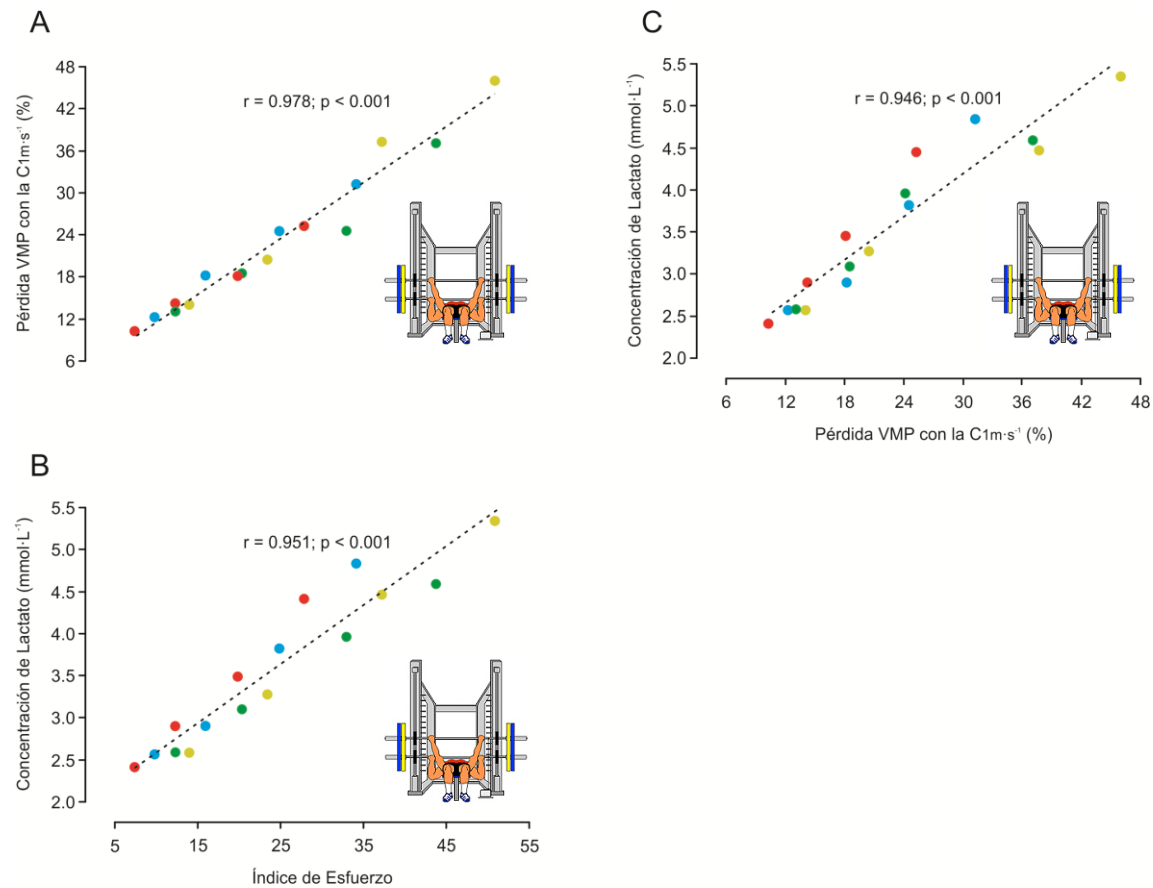 A
Pérdida VMP con la C1m·s⁻¹ (%)
48
42
36
30
24
18
12
6
r = 0.978; p < 0.001
C
Concentración de Lactato (mmol·L⁻¹)
5.5
5.0
4.5
4.0
3.5
3.0
2.5
2.0
r = 0.946; p < 0.001
6 12 18 24 30 36 42 48
Pérdida VMP con la C1m·s⁻¹ (%)
B
Concentración de Lactato (mmol·L⁻¹)
5.5
5.0
4.5
4.0
3.5
3.0
2.5
2.0
r = 0.951; p < 0.001
5 15 25 35 45 55
Índice de Esfuerzo